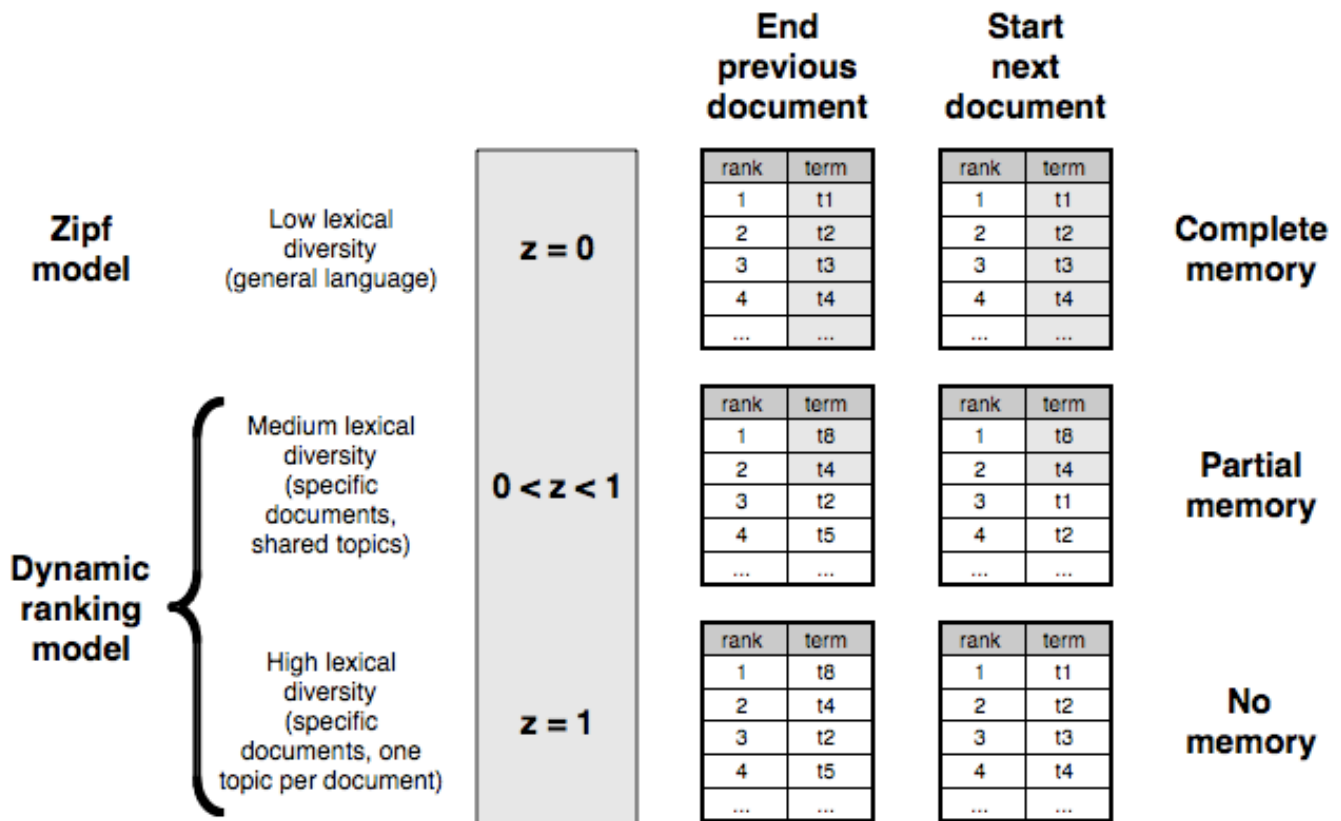 End
previous
document
Start
next
document
Zipf
model
Low lexical
diversity
(general language)
z = 0
rank term
1 t1
2 t2
3 t3
4 t4
... ...
rank term
1 t1
2 t2
3 t3
4 t4
... ...
Complete
memory
Dynamic
ranking
model
Medium lexical
diversity
(specific
documents,
shared topics)
0 < z < 1
rank term
1 t8
2 t4
3 t2
4 t5
... ...
rank term
1 t8
2 t4
3 t1
4 t2
... ...
Partial
memory
High lexical
diversity
(specific
documents, one
topic per document)
z = 1
rank term
1 t8
2 t4
3 t2
4 t5
... ...
rank term
1 t1
2 t2
3 t3
4 t4
... ...
No
memory